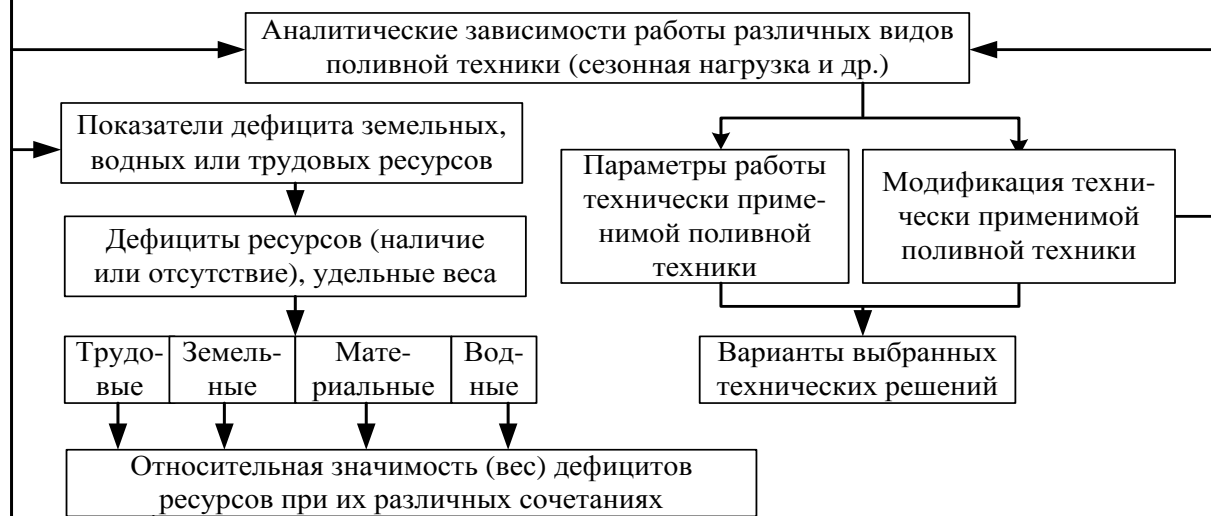 Аналитические зависимости работы различных видов
поливной техники (сезонная нагрузка и др.)
Показатели дефицита земельных,
водных или трудовых ресурсов
Дефициты ресурсов (наличие
или отсутствие), удельные веса
Трудо-
вые
Земель-
ные
Мате-
риальные
Вод-
ные
Относительная значимость (вес) дефицитов
ресурсов при их различных сочетаниях
Параметры работы
технически приме-
нимой поливной
техники
Модификация техни-
чески применимой
поливной техники
Варианты выбранных
технических решений